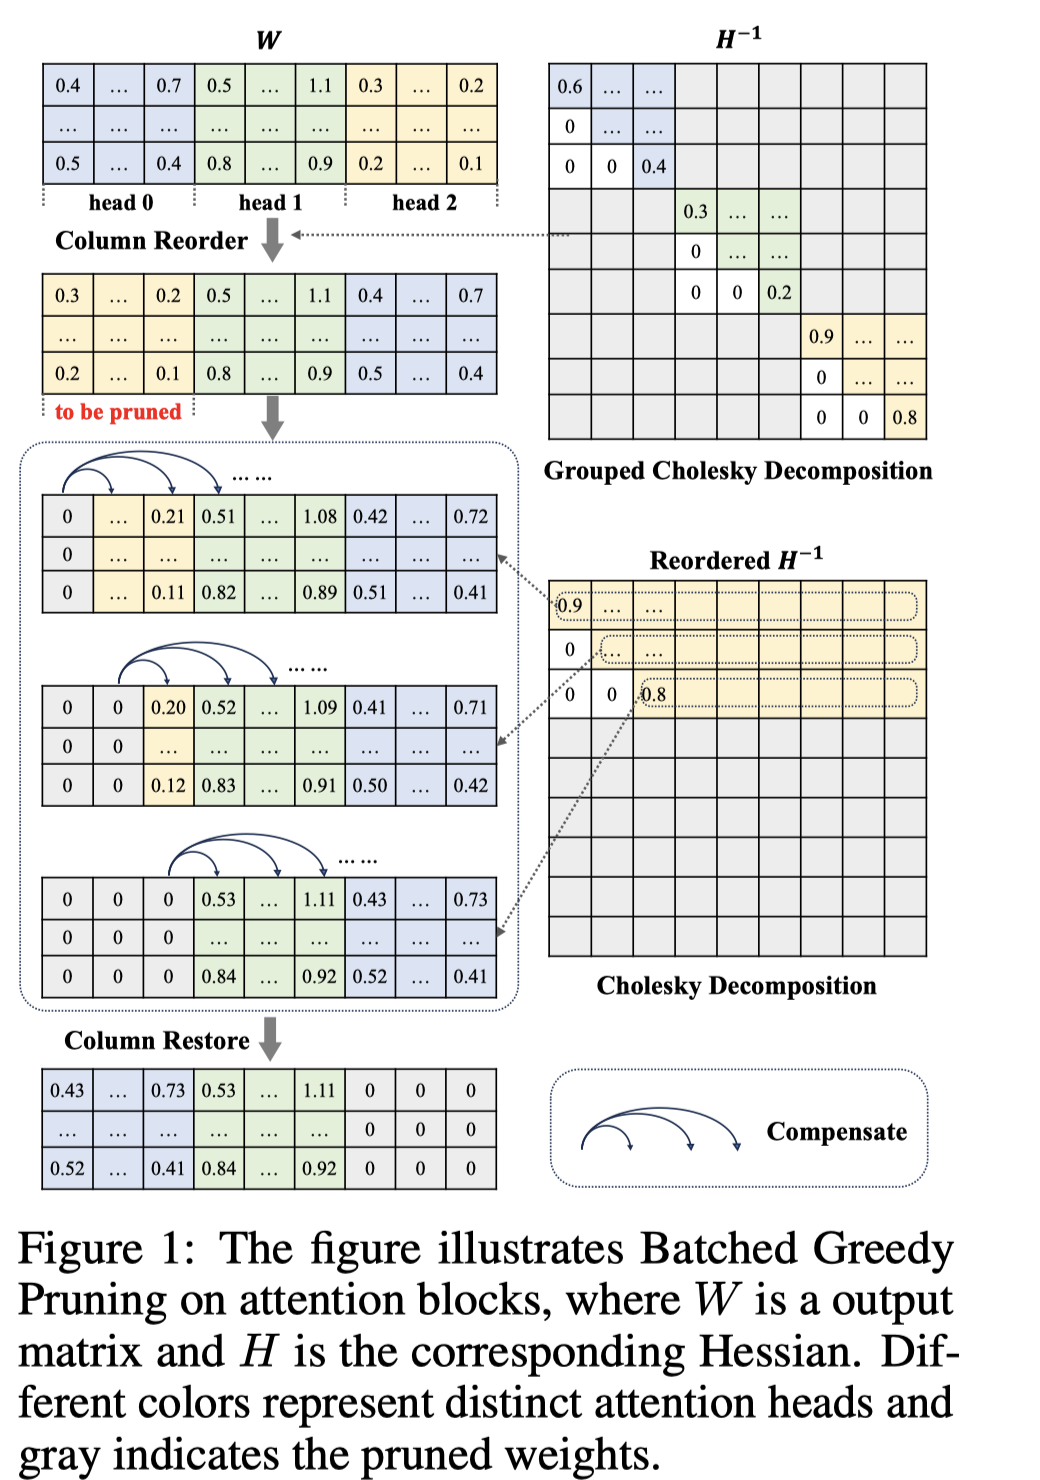 W
0.4 ... 0.7 0.5 ... 1.1 0.3 ... 0.2
... ... ... ... ... ... ... ... ...
0.5 ... 0.4 0.8 ... 0.9 0.2 ... 0.1
head 0 head 1 head 2
Column Reorder
0.3 ... 0.2 0.5 ... 1.1 0.4 ... 0.7
... ... ... ... ... ... ... ... ...
0.2 ... 0.1 0.8 ... 0.9 0.5 ... 0.4
to be pruned
... ...
0 ... 0.21 0.51 ... 1.08 0.42 ... 0.72
0 ... ... ... ... ... ... ... ...
0 ... 0.11 0.82 ... 0.89 0.51 ... 0.41
... ...
0 0 0.20 0.52 ... 1.09 0.41 ... 0.71
0 0 ... ... ... ... ... ... ...
0 0 0.12 0.83 ... 0.91 0.50 ... 0.42
... ...
0 0 0 0.53 ... 1.11 0.43 ... 0.73
0 0 0 ... ... ... ... ... ...
0 0 0 0.84 ... 0.92 0.52 ... 0.41
Column Restore
0.43 ... 0.73 0.53 ... 1.11 0 0 0
... ... ... ... ... ... 0 0 0
0.52 ... 0.41 0.84 ... 0.92 0 0 0
H⁻¹
0.6 ... ...
0 ... ...
0 0 0.4
0.3 ... ...
0 ... ...
0 0 0.2
0.9 ... ...
0 ... ...
0 0 0.8
Grouped Cholesky Decomposition
Reordered H⁻¹
0.9 ... ...
0 ... ...
0 0 0.8
Cholesky Decomposition
Compensate
Figure 1: The figure illustrates Batched Greedy
Pruning on attention blocks, where W is a output
matrix and H is the corresponding Hessian. Dif-
ferent colors represent distinct attention heads and
gray indicates the pruned weights.